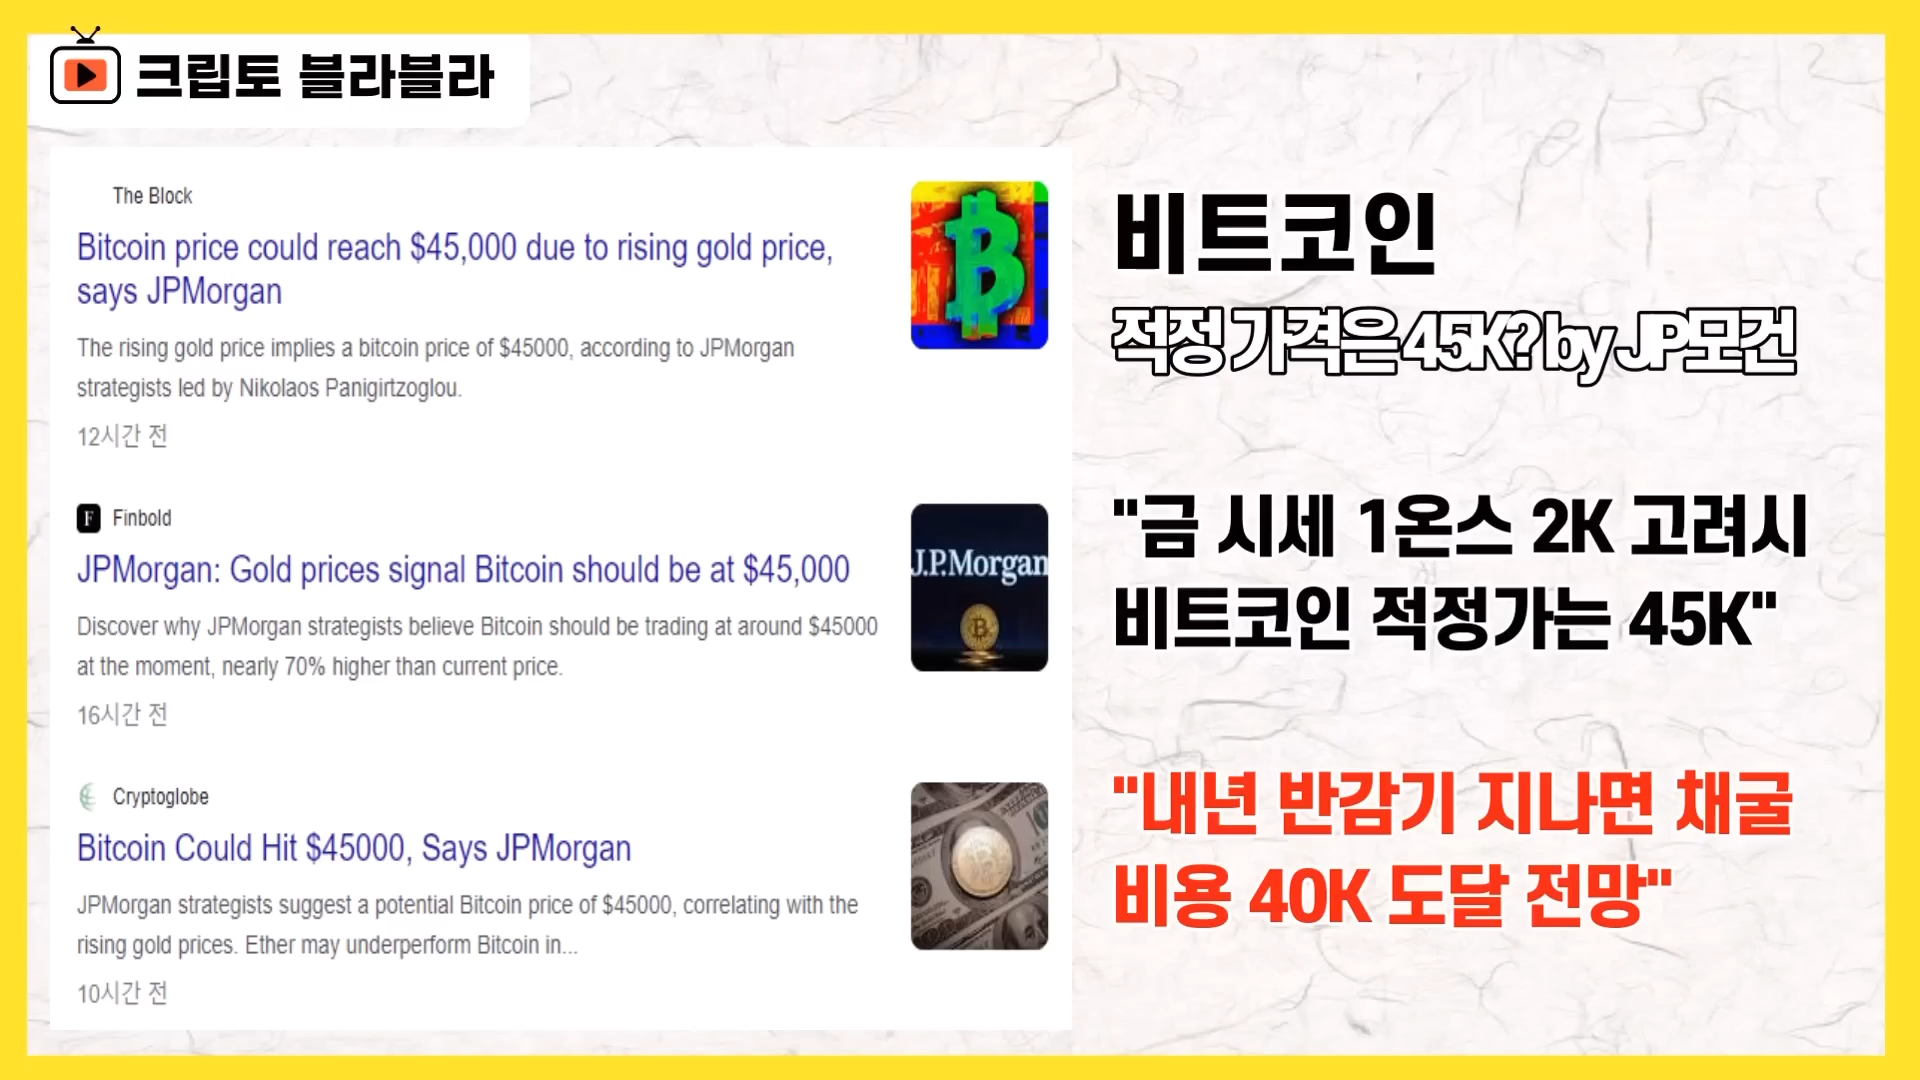 크립토 블라블라
The Block
Bitcoin price could reach $45,000 due to rising gold price,
says JPMorgan
The rising gold price implies a bitcoin price of $45000, according to JPMorgan
strategists led by Nikolaos Panigirtzoglou.
12시간 전
F Finbold
JPMorgan: Gold prices signal Bitcoin should be at $45,000
Discover why JPMorgan strategists believe Bitcoin should be trading at around $45000
at the moment, nearly 70% higher than current price.
16시간 전
J.P.Morgan
Cryptoglobe
Bitcoin Could Hit $45000, Says JPMorgan
JPMorgan strategists suggest a potential Bitcoin price of $45000, correlating with the
rising gold prices. Ether may underperform Bitcoin in...
10시간 전
비트코인
적정 가격은 45K? by JP모건
"금 시세 1온스 2K 고려시
비트코인 적정가는 45K"
"내년 반감기 지나면 채굴
비용 40K 도달 전망"